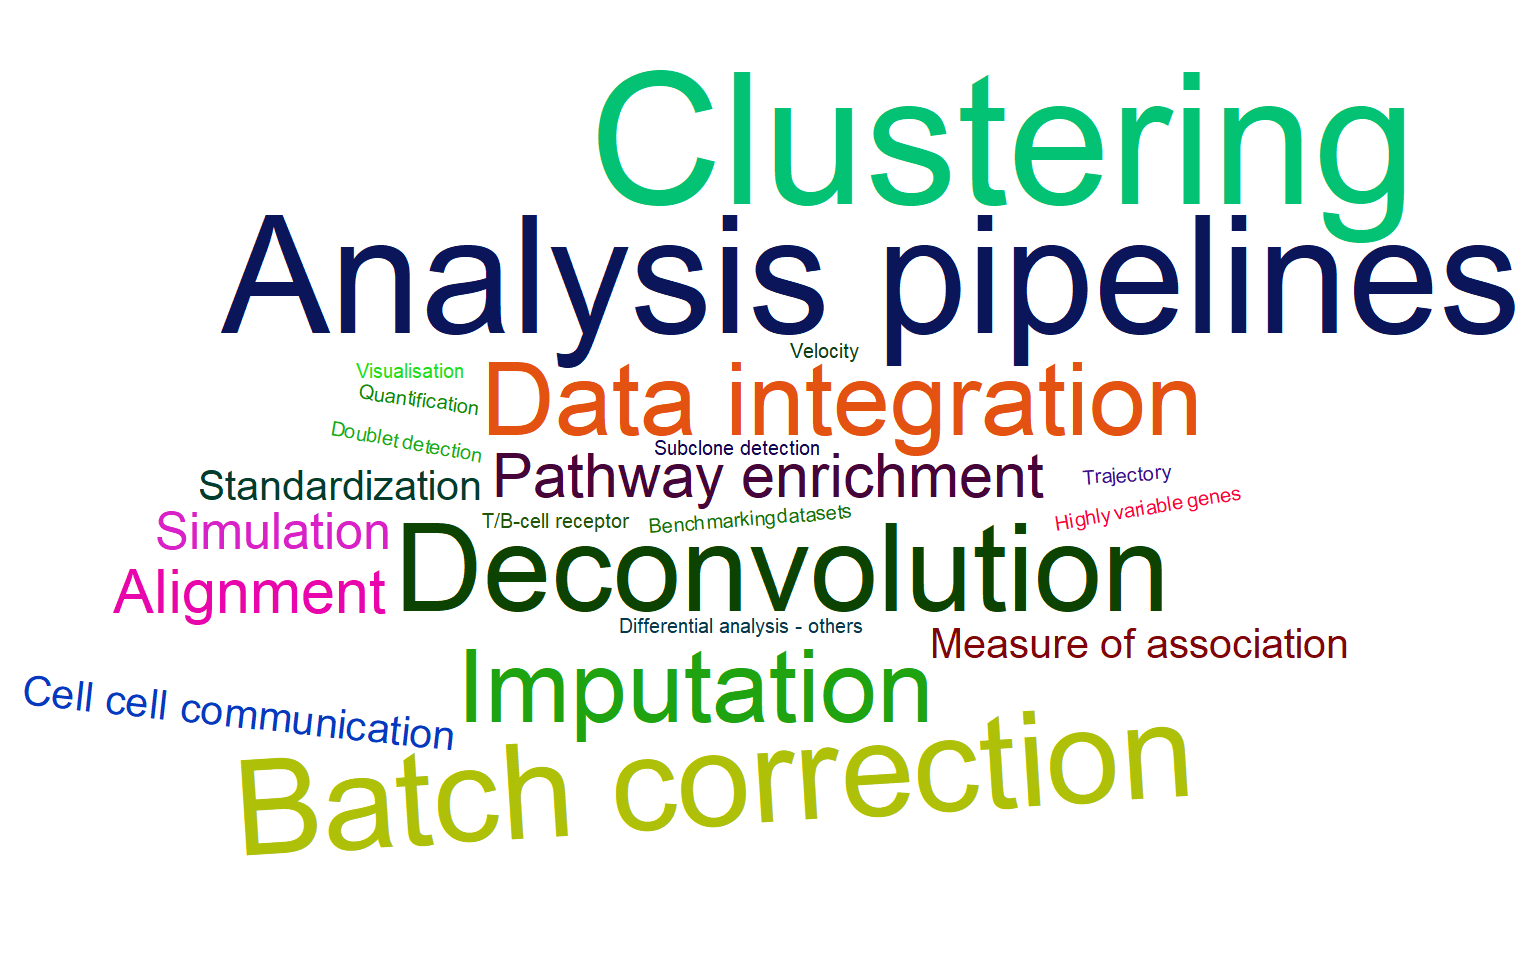 Clustering
Analysis pipelines
Velocity
Visualisation
Data integration
Quantification
Doublet detection
Subclone detection
Pathway enrichment
Trajectory
Standardization
Highly variable genes
Simulation
T/B-cell receptor
Benchmarking datasets
Deconvolution
Alignment
Differential analysis - others
Measure of association
Imputation
Cell cell communication
Batch correction